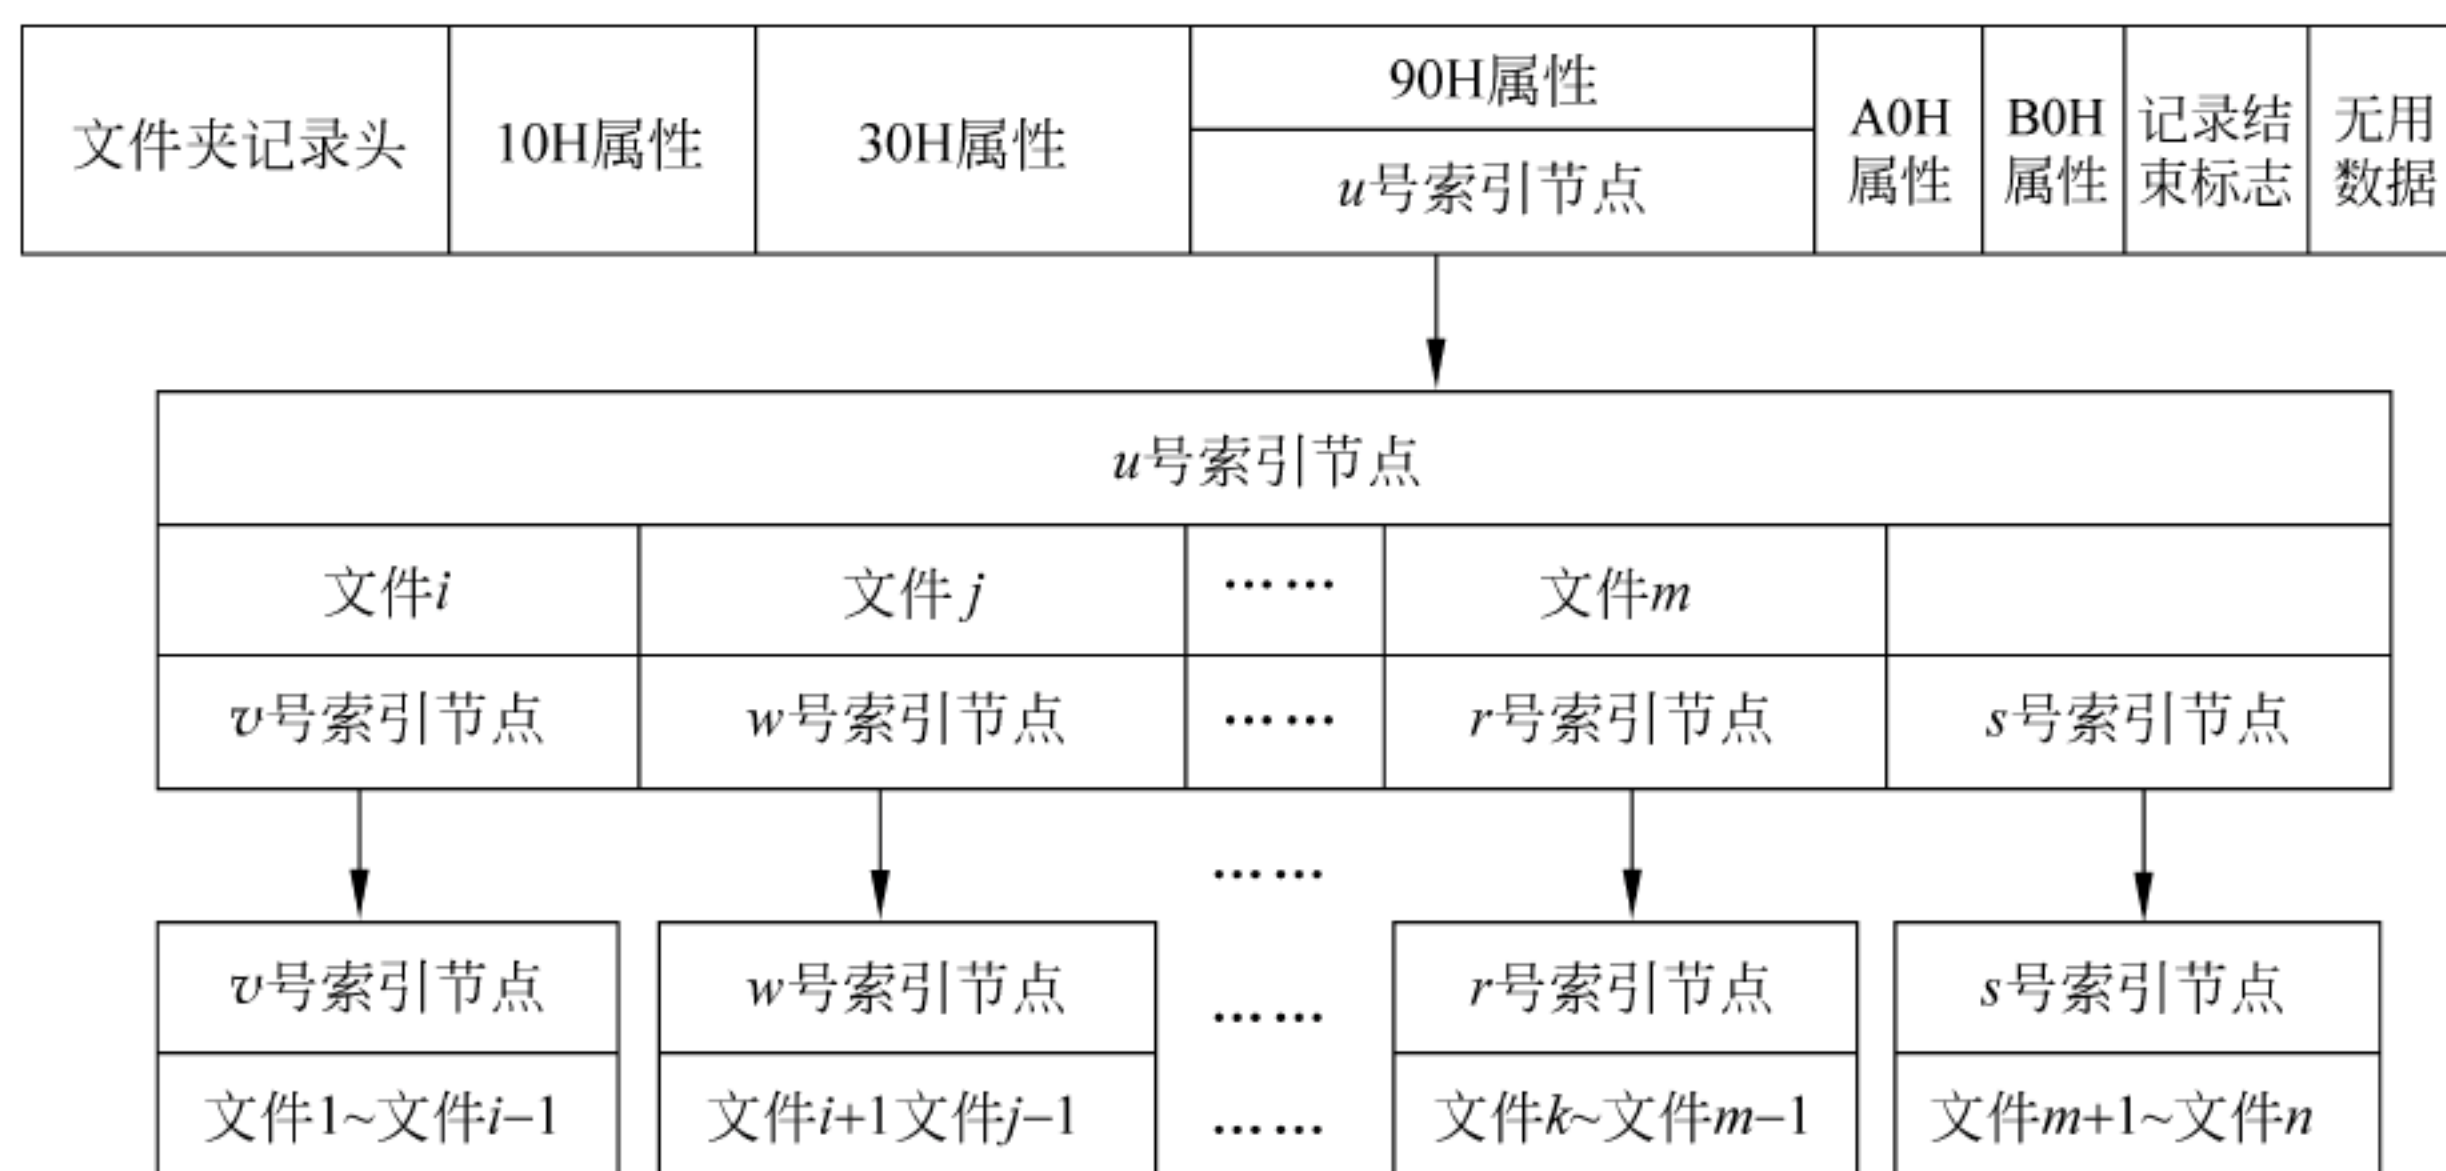 文件夹记录头
10H属性
30H属性
90H属性
u号索引节点
A0H
属性
B0H
属性
记录结
束标志
无用
数据
u号索引节点
文件i
文件j
……
文件m
v号索引节点
w号索引节点
……
r号索引节点
s号索引节点
……
v号索引节点
w号索引节点
……
r号索引节点
s号索引节点
文件1~文件i−1
文件i+1文件j−1
……
文件k~文件m−1
文件m+1~文件n